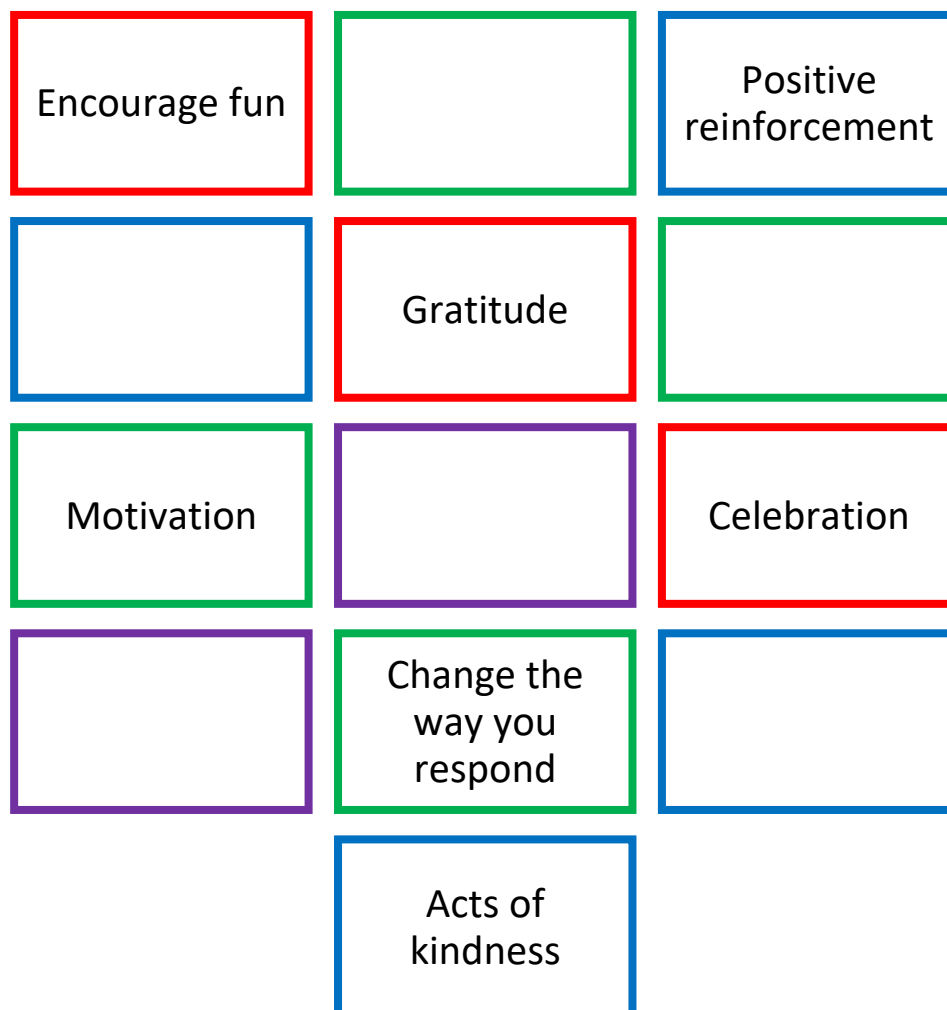 Encourage fun
Positive
reinforcement
Gratitude
Motivation
Celebration
Change the
way you
respond
Acts of
kindness